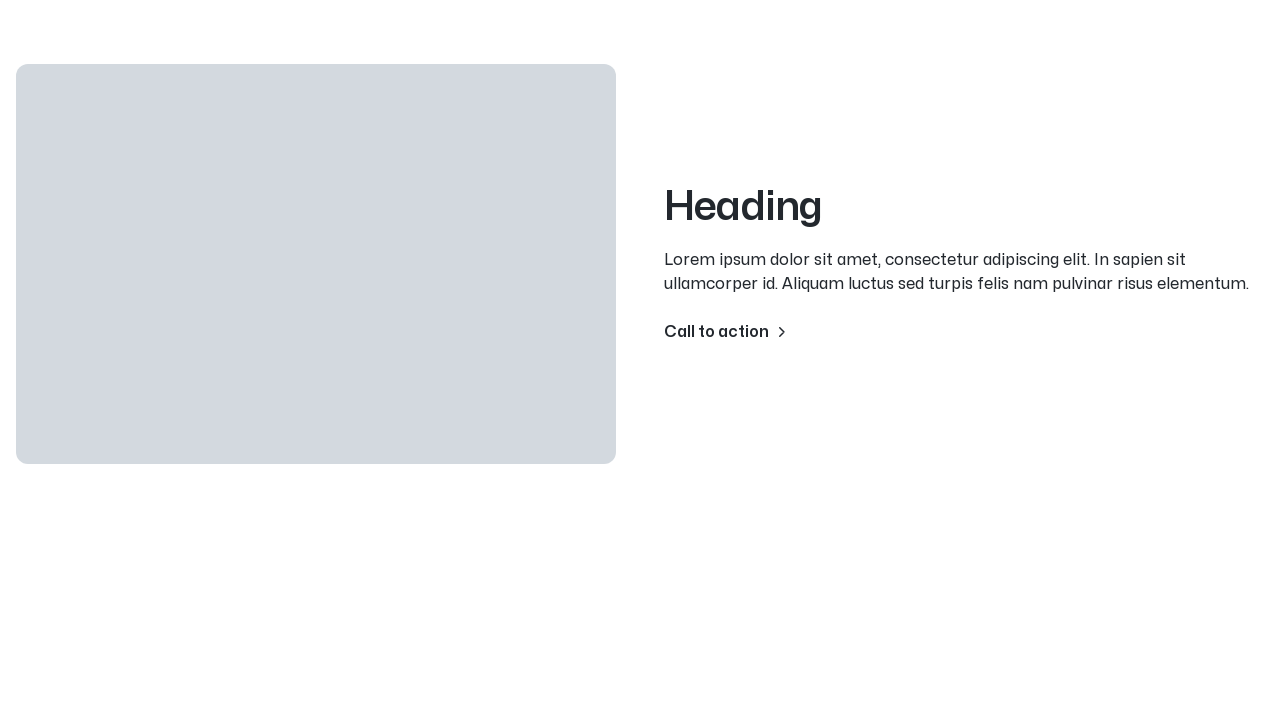 Heading
Lorem ipsum dolor sit amet, consectetur adipiscing elit. In sapien sit
ullamcorper id. Aliquam luctus sed turpis felis nam pulvinar risus elementum.
Call to action